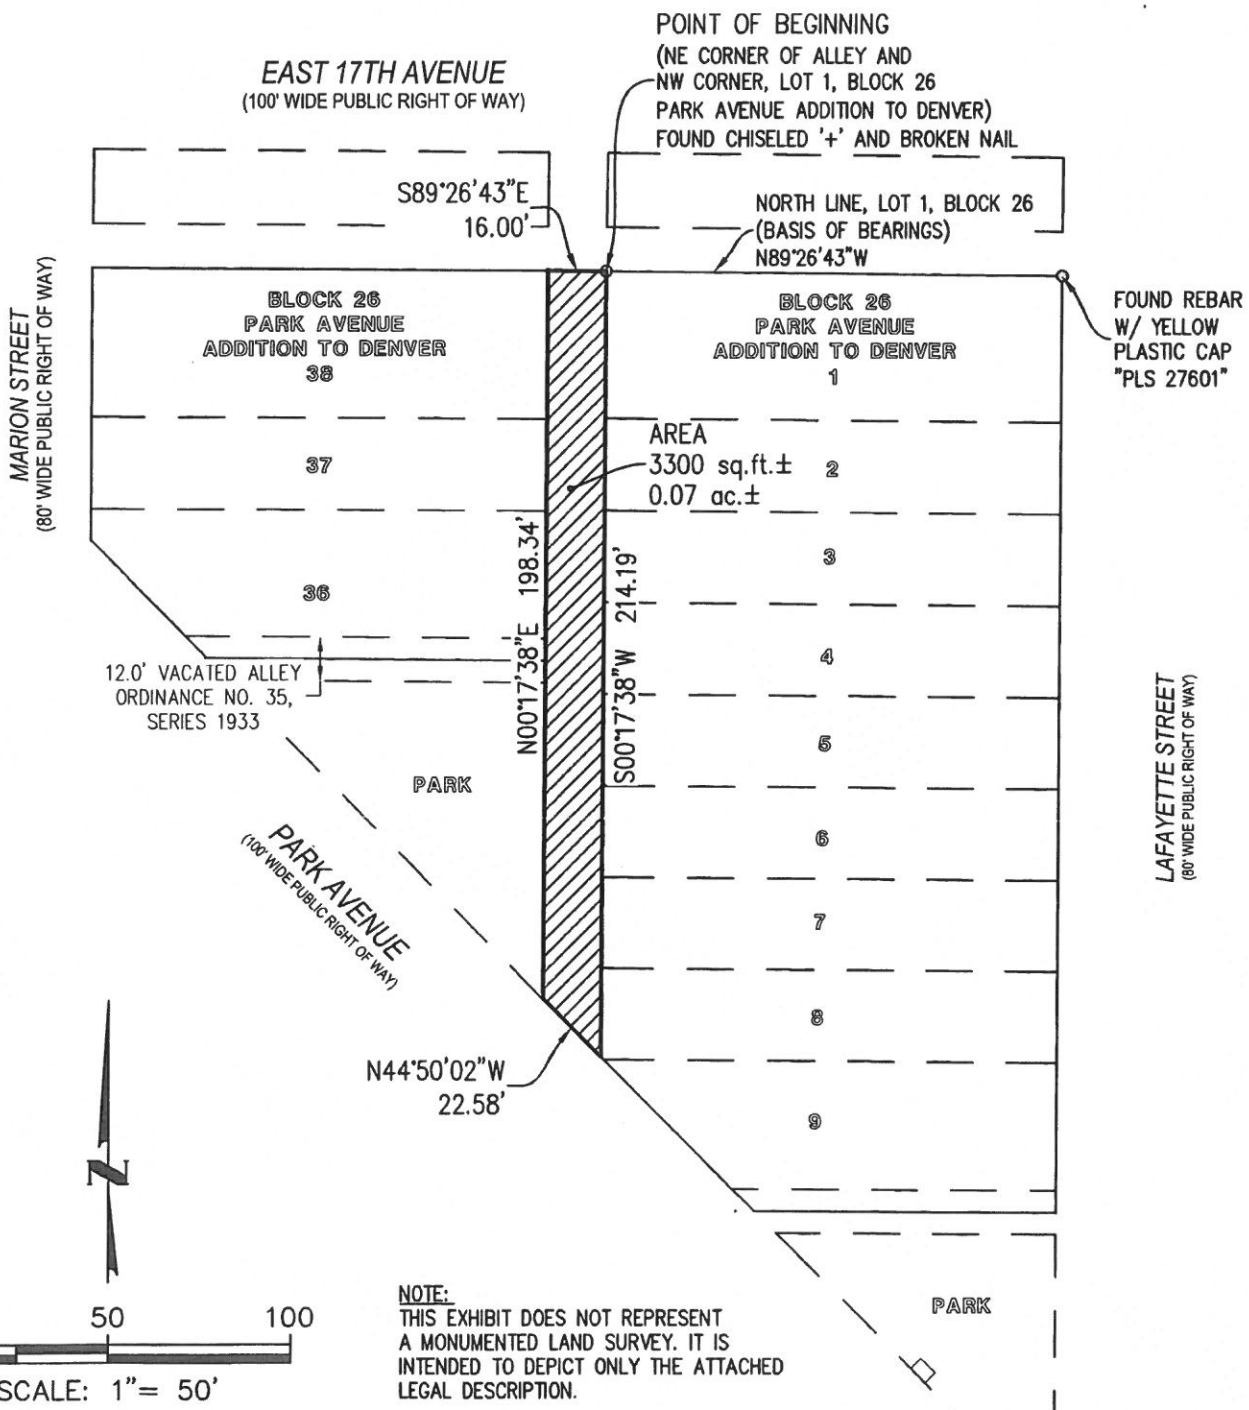 POINT OF BEGINNING
(NE CORNER OF ALLEY AND
NW CORNER, LOT 1, BLOCK 26
PARK AVENUE ADDITION TO DENVER)
FOUND CHISELED '+' AND BROKEN NAIL
EAST 17TH AVENUE
(100' WIDE PUBLIC RIGHT OF WAY)
S89°26'43"E
16.00'
NORTH LINE, LOT 1, BLOCK 26
(BASIS OF BEARINGS)
N89°26'43"W
MARION STREET
(80' WIDE PUBLIC RIGHT OF WAY)
BLOCK 26
PARK AVENUE
ADDITION TO DENVER
38
BLOCK 26
PARK AVENUE
ADDITION TO DENVER
1
FOUND REBAR
W/ YELLOW
PLASTIC CAP
"PLS 27601"
AREA
3300 sq.ft.±
0.07 ac.±
37
2
36
3
N00°17'38"E 198.34'
S00°17'38"W 214.19'
12.0' VACATED ALLEY
ORDINANCE NO. 35,
SERIES 1933
4
5
LAFAYETTE STREET
(80' WIDE PUBLIC RIGHT OF WAY)
PARK
PARK AVENUE
(100' WIDE PUBLIC RIGHT OF WAY)
6
7
8
N44°50'02"W
22.58'
9
N
50 100
SCALE: 1"= 50'
NOTE:
THIS EXHIBIT DOES NOT REPRESENT
A MONUMENTED LAND SURVEY. IT IS
INTENDED TO DEPICT ONLY THE ATTACHED
LEGAL DESCRIPTION.
PARK